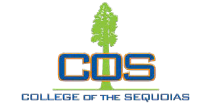 COS
COLLEGE OF THE SEQUOIAS